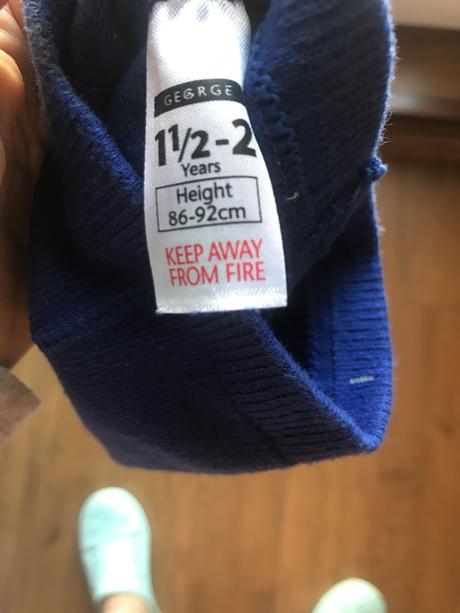 GEORGE
1½-2
Years
Height
86-92cm
KEEP AWAY
FROM FIRE